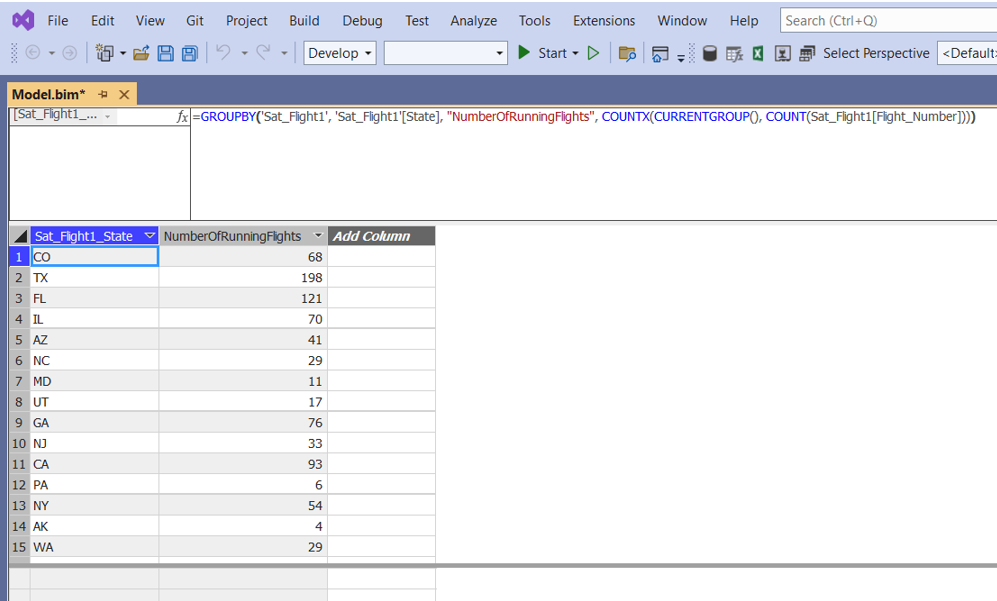 File Edit View Git Project Build Debug Test Analyze Tools Extensions Window Help Search (Ctrl+Q)
Develop Start Select Perspective <Default>
Model.bim*
[Sat_Flight1_... fx =GROUPBY('Sat_Flight1', 'Sat_Flight1'[State], "NumberOfRunningFlights", COUNTX(CURRENTGROUP(), COUNT(Sat_Flight1[Flight_Number])))
Sat_Flight1_State NumberOfRunningFlights Add Column
1 CO 68
2 TX 198
3 FL 121
4 IL 70
5 AZ 41
6 NC 29
7 MD 11
8 UT 17
9 GA 76
10 NJ 33
11 CA 93
12 PA 6
13 NY 54
14 AK 4
15 WA 29